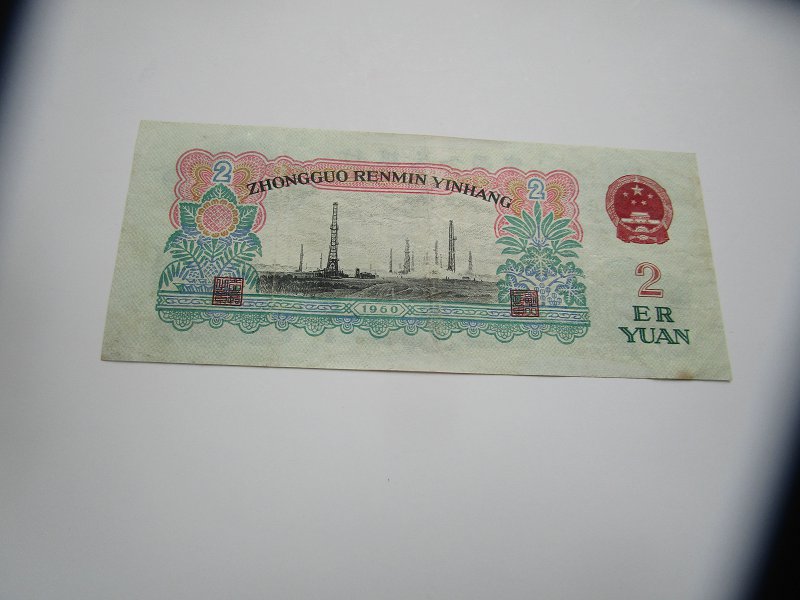 2
ZHONGGUO RENMIN YINHANG
2
1960
2
ER
YUAN